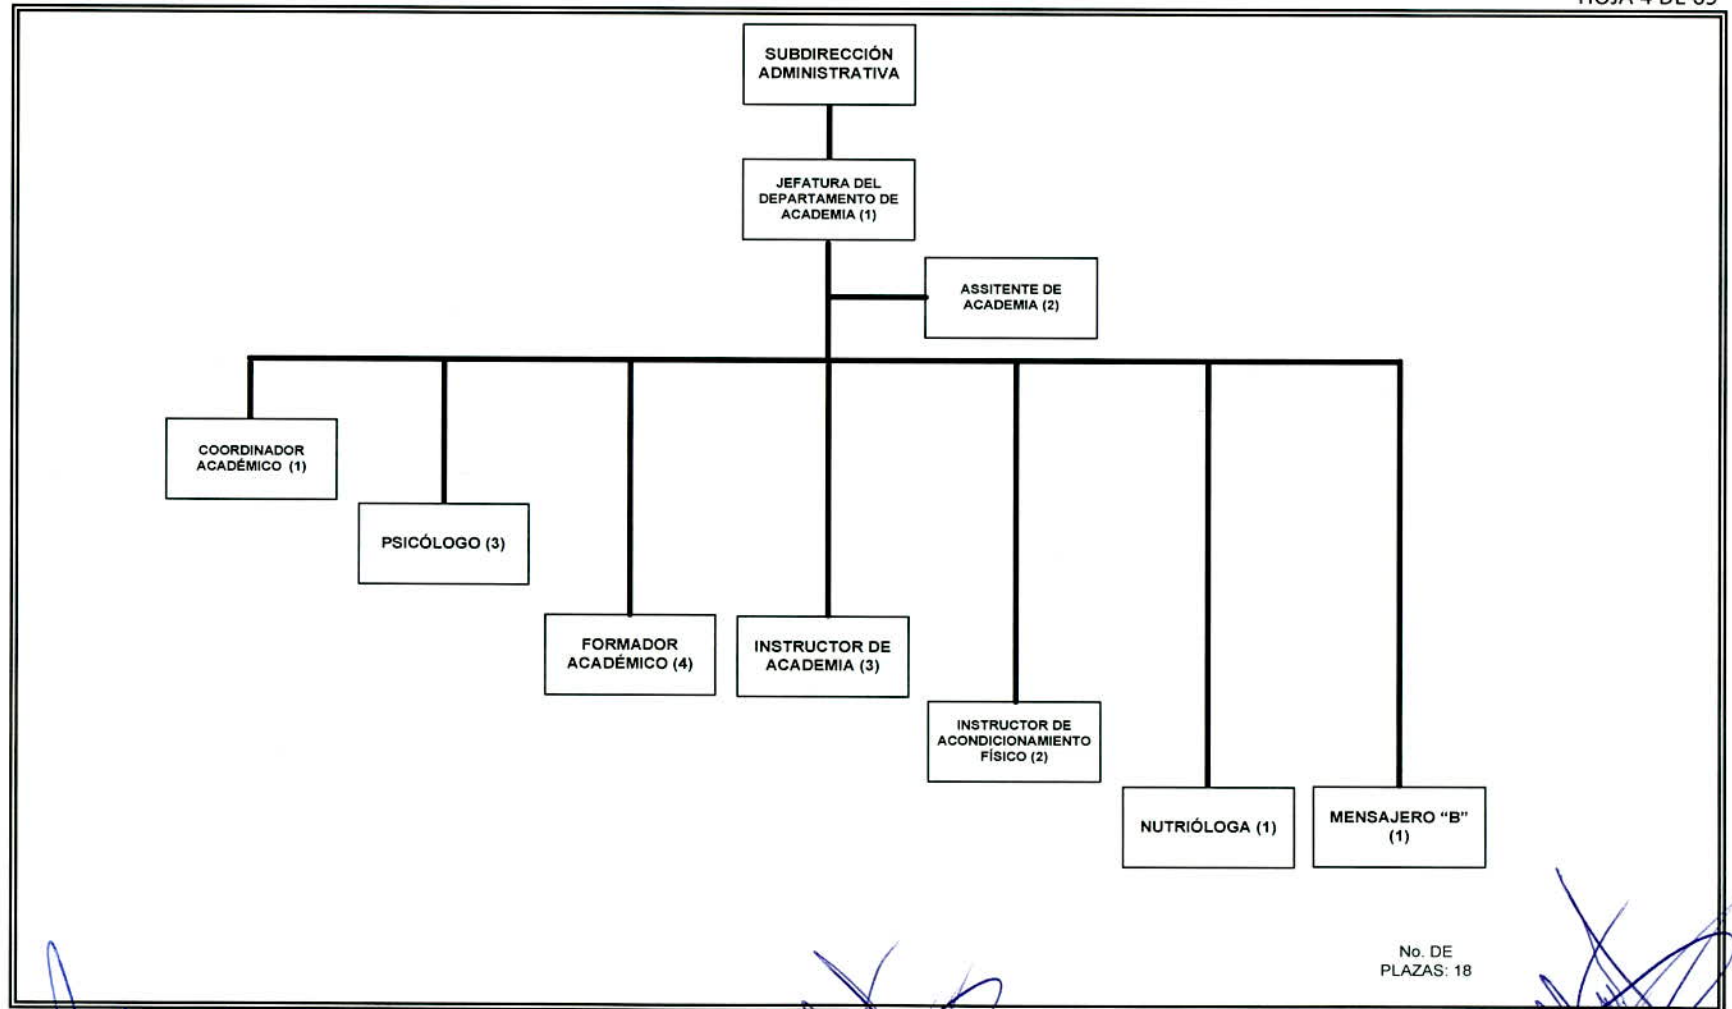 SUBDIRECCIÓN
ADMINISTRATIVA
JEFATURA DEL
DEPARTAMENTO DE
ACADEMIA (1)
ASSITENTE DE
ACADEMIA (2)
COORDINADOR
ACADÉMICO (1)
PSICÓLOGO (3)
FORMADOR
ACADÉMICO (4)
INSTRUCTOR DE
ACADEMIA (3)
INSTRUCTOR DE
ACONDICIONAMIENTO
FÍSICO (2)
NUTRIÓLOGA (1)
MENSAJERO “B”
(1)
No. DE
PLAZAS: 18